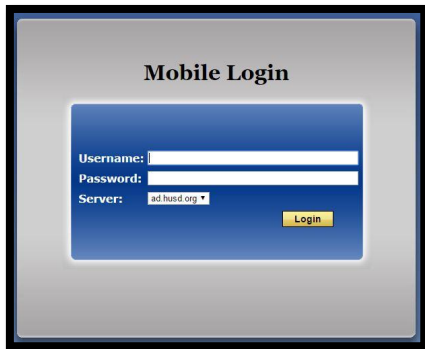 Mobile Login
Username:
Password:
Server: ad.husd.org
Login